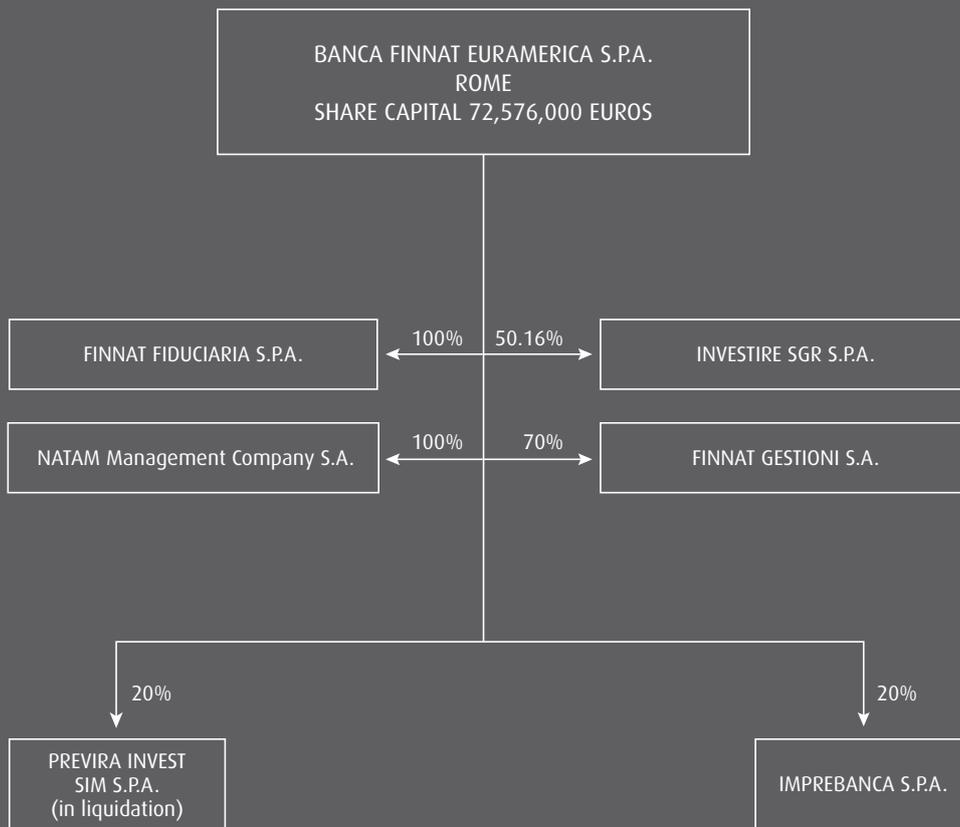 BANCA FINNAT EURAMERICA S.P.A.
ROME
SHARE CAPITAL 72,576,000 EUROS
100%
50.16%
FINNAT FIDUCIARIA S.P.A.
INVESTIRE SGR S.P.A.
100%
70%
NATAM Management Company S.A.
FINNAT GESTIONI S.A.
20%
20%
PREVIRA INVEST
SIM S.P.A.
(in liquidation)
IMPREBANCA S.P.A.